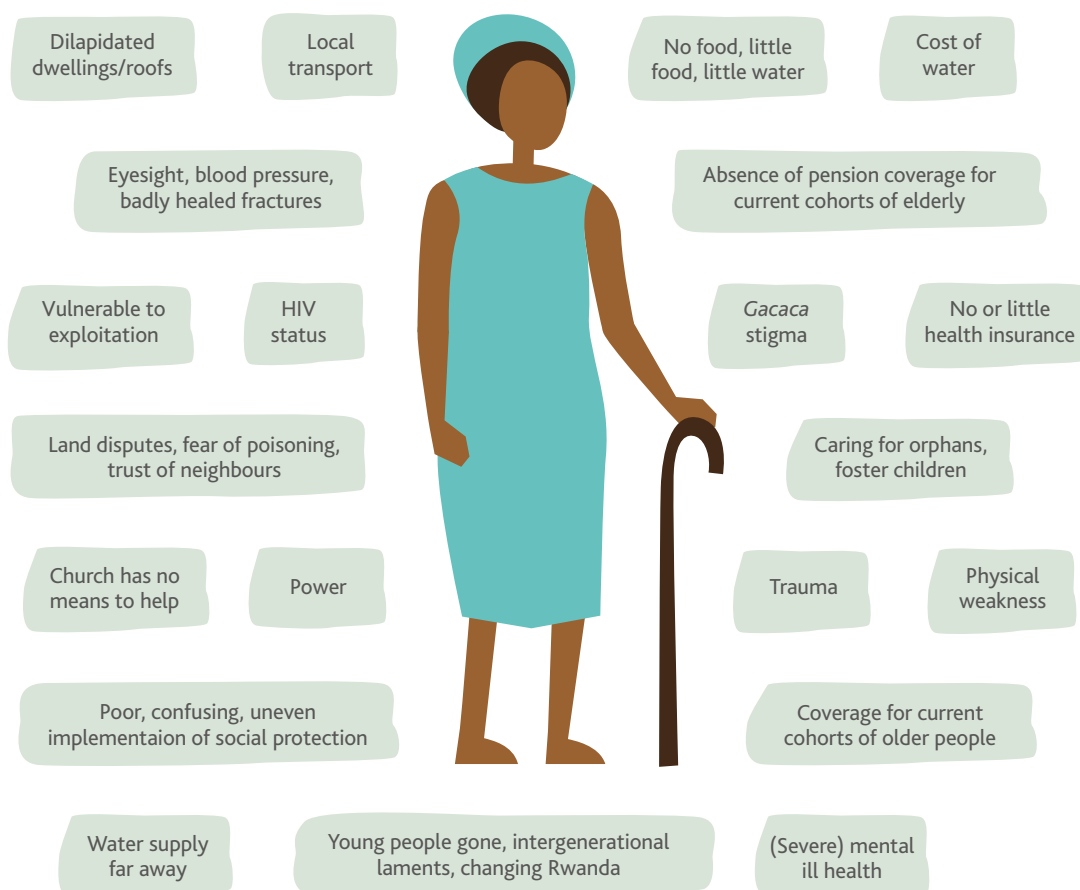 Dilapidated
dwellings/roofs
Local
transport
No food, little
food, little water
Cost of
water
Eyesight, blood pressure,
badly healed fractures
Absence of pension coverage for
current cohorts of elderly
Vulnerable to
exploitation
HIV
status
Gacaca
stigma
No or little
health insurance
Land disputes, fear of poisoning,
trust of neighbours
Caring for orphans,
foster children
Church has no
means to help
Power
Trauma
Physical
weakness
Poor, confusing, uneven
implementaion of social protection
Coverage for current
cohorts of older people
Water supply
far away
Young people gone, intergenerational
laments, changing Rwanda
(Severe) mental
ill health